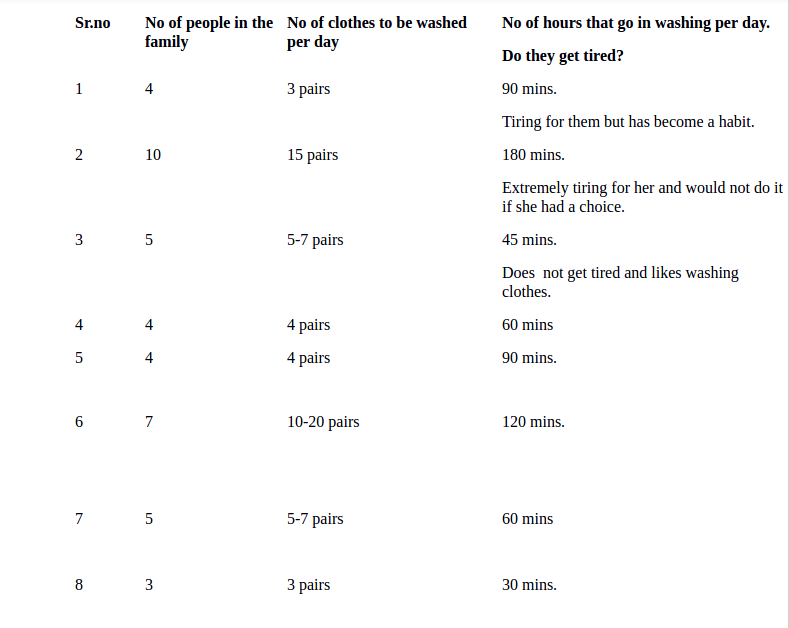 Sr.no No of people in the No of clothes to be washed No of hours that go in washing per day.
family per day
Do they get tired?
1 4 3 pairs 90 mins.
Tiring for them but has become a habit.
2 10 15 pairs 180 mins.
Extremely tiring for her and would not do it
if she had a choice.
3 5 5-7 pairs 45 mins.
Does  not get tired and likes washing
clothes.
4 4 4 pairs 60 mins
5 4 4 pairs 90 mins.
6 7 10-20 pairs 120 mins.
7 5 5-7 pairs 60 mins
8 3 3 pairs 30 mins.